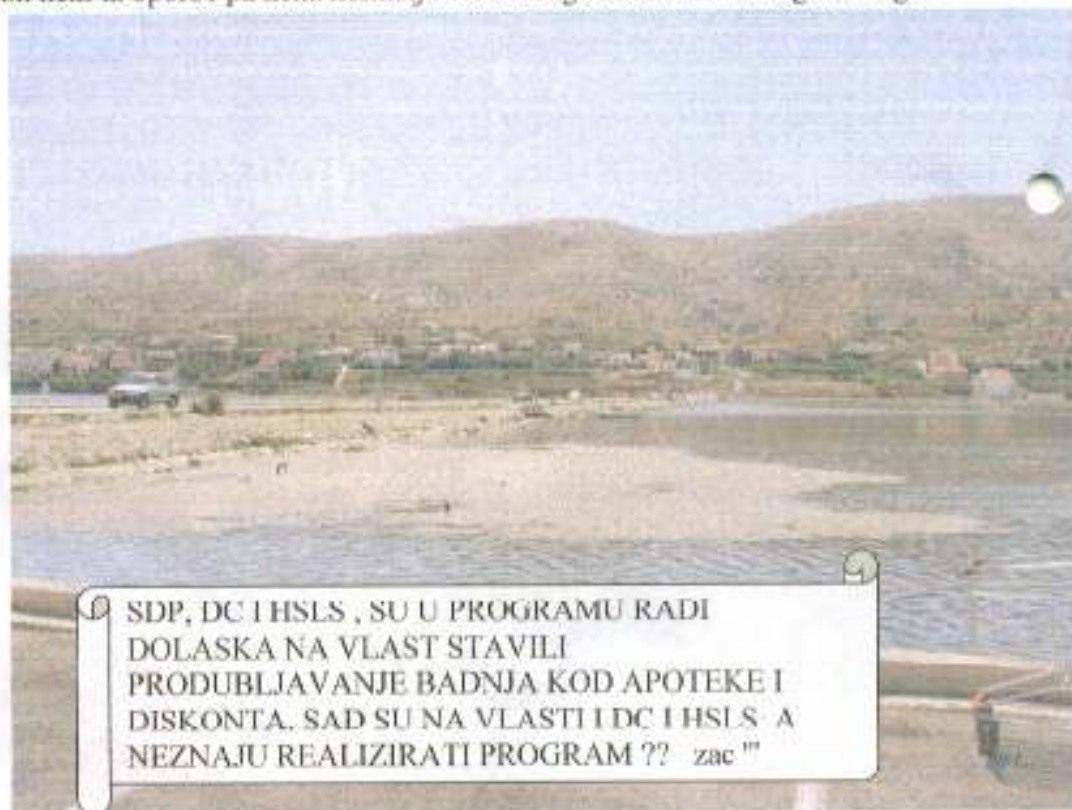 SDP, DC I HSLS , SU U PROGRAMU RADI
DOLASKA NA VLAST STAVILI
PRODUBLJAVANJE BADNJA KOD APOTEKE I
DISKONTA. SAD SU NA VLASTI I DC I HSLS A
NEZNAJU REALIZIRATI PROGRAM ?? zac '"